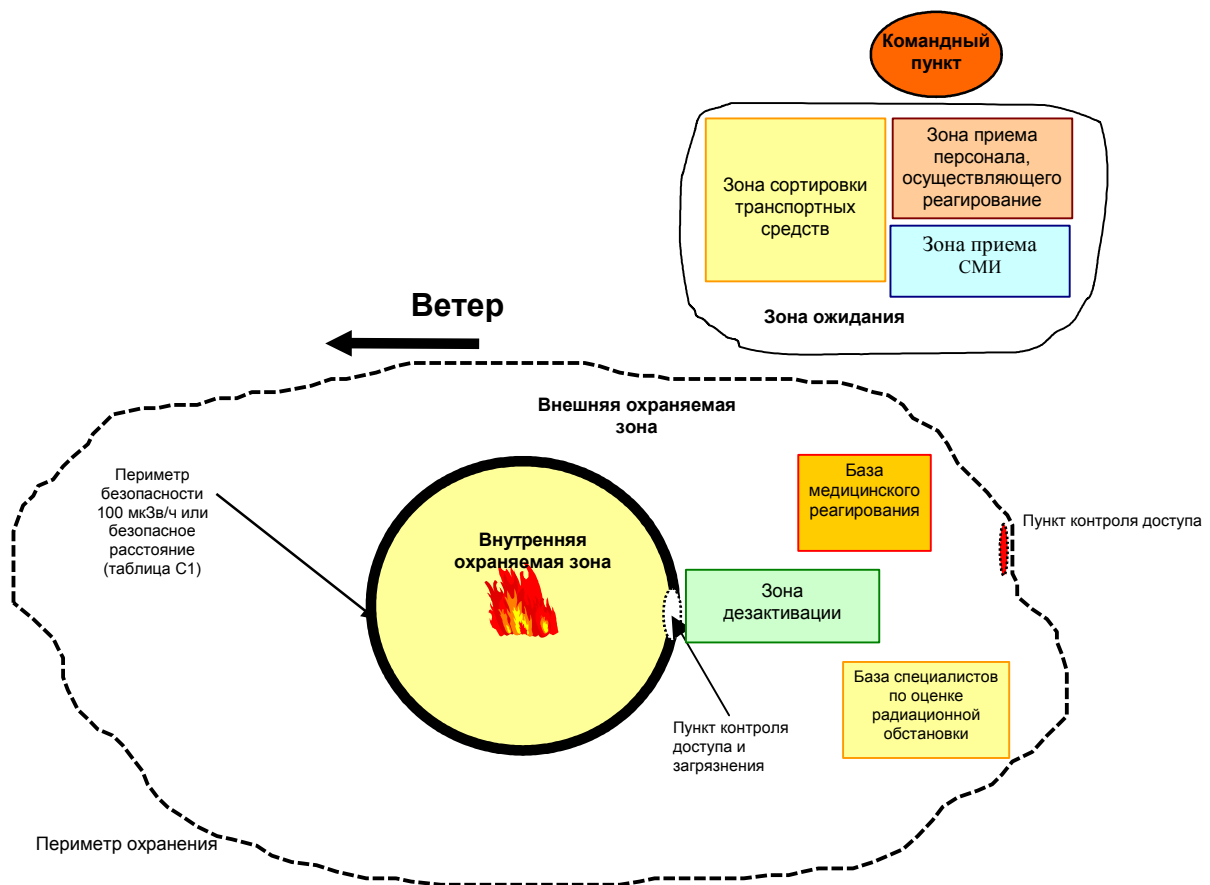 Командный
пункт
Зона сортировки
транспортных
средств
Зона приема
персонала,
осуществляющего
реагирование
Зона приема
СМИ
Зона ожидания
Ветер
Внешняя охраняемая
зона
Периметр
безопасности
100 мкЗв/ч или
безопасное
расстояние
(таблица С1)
Внутренняя
охраняемая зона
База
медицинского
реагирования
Пункт контроля доступа
Зона
дезактивации
База специалистов
по оценке
радиационной
обстановки
Пункт контроля
доступа и
загрязнения
Периметр охранения